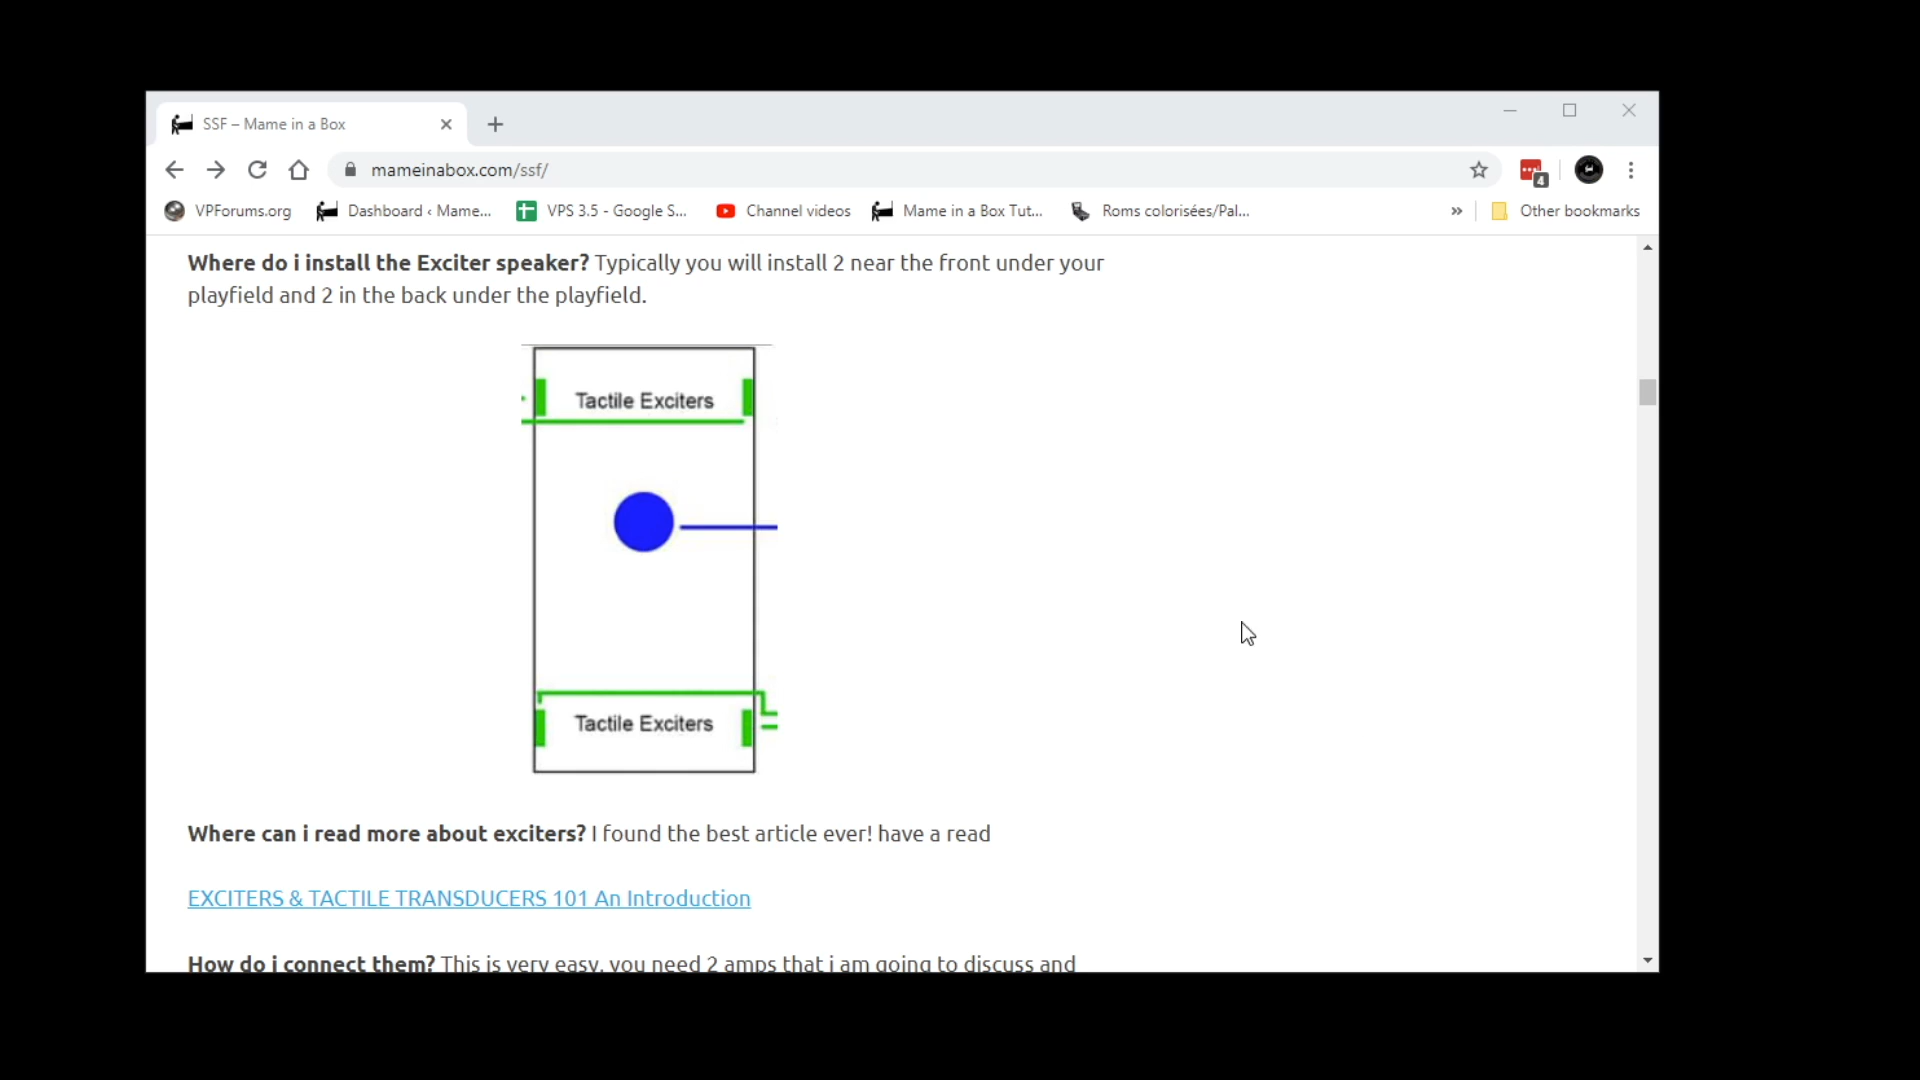 SSF – Mame in a Box
mameinabox.com/ssf/
4
VPForums.org
Dashboard ‹ Mame...
VPS 3.5 - Google S...
Channel videos
Mame in a Box Tut...
Roms colorisées/Pal...
»
Other bookmarks
Where do i install the Exciter speaker? Typically you will install 2 near the front under your
playfield and 2 in the back under the playfield.
Tactile Exciters
Tactile Exciters
Where can i read more about exciters? I found the best article ever! have a read
EXCITERS & TACTILE TRANSDUCERS 101 An Introduction
How do i connect them? This is very easy, you need 2 amps that i am going to discuss and